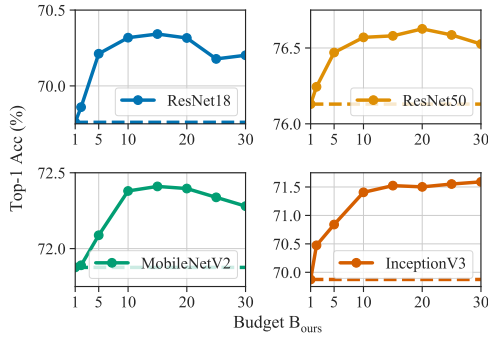 70.5
70.0
1 5 10 20 30
ResNet18
76.5
76.0
1 5 10 20 30
ResNet50
Top-1 Acc (%)
72.5
72.0
1 5 10 20 30
MobileNetV2
71.5
71.0
70.5
70.0
1 5 10 20 30
InceptionV3
Budget Bours